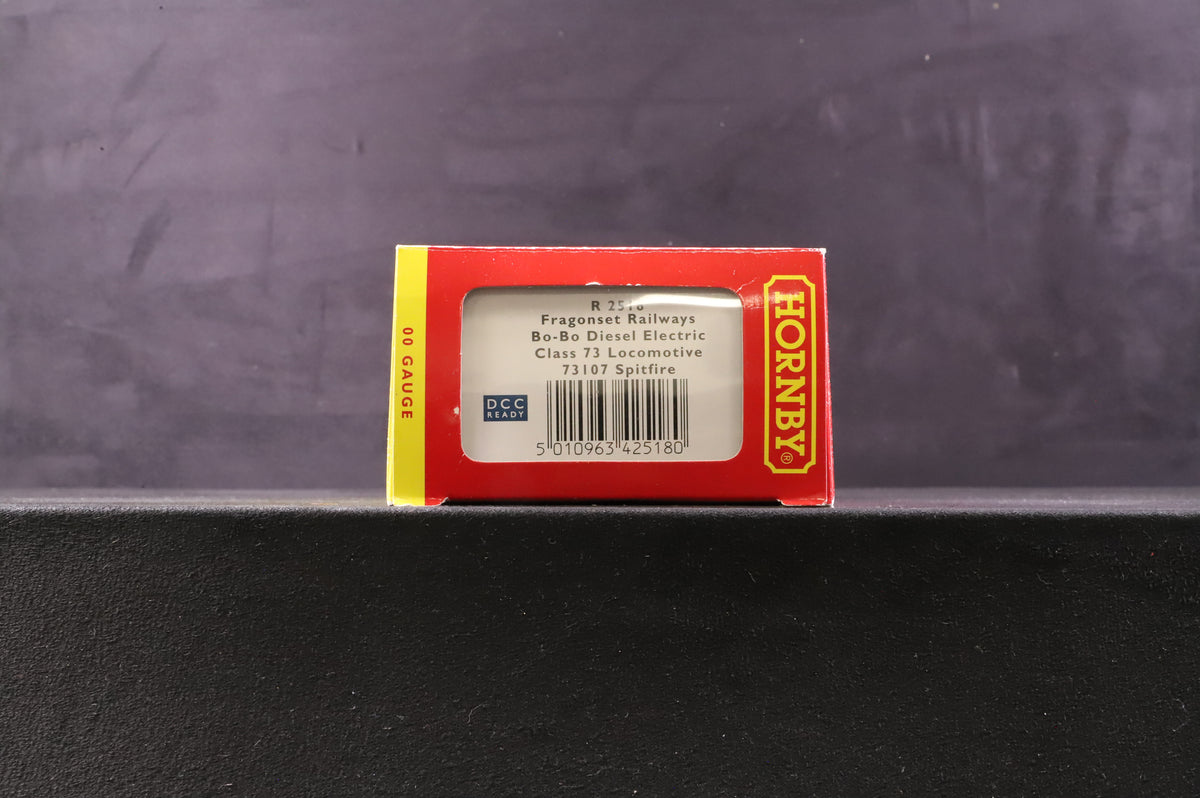 00 GAUGE
R 2518
Fragonset Railways
Bo-Bo Diesel Electric
Class 73 Locomotive
73107 Spitfire
DCC
READY
5 010963 425180
HORNBY®